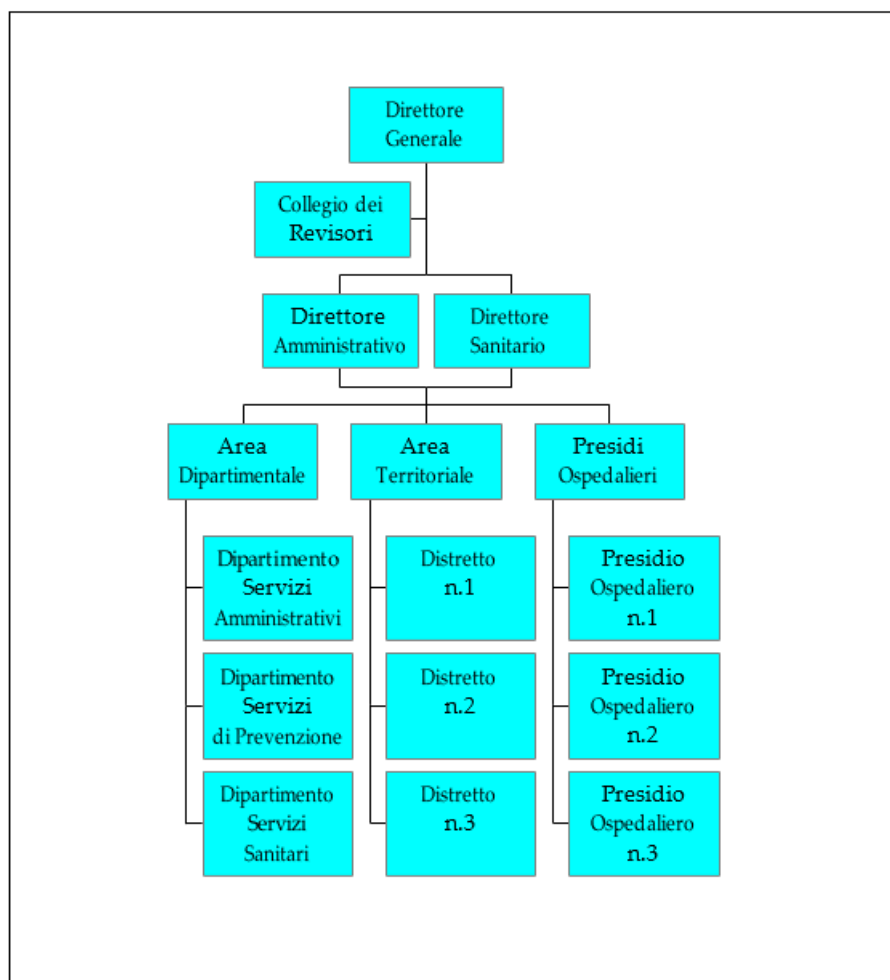 Direttore
Generale
Collegio dei
Revisori
Direttore
Amministrativo
Direttore
Sanitario
Area
Dipartimentale
Area
Territoriale
Presidi
Ospedalieri
Dipartimento
Servizi
Amministrativi
Distretto
n.1
Presidio
Ospedaliero
n.1
Dipartimento
Servizi
di Prevenzione
Distretto
n.2
Presidio
Ospedaliero
n.2
Dipartimento
Servizi
Sanitari
Distretto
n.3
Presidio
Ospedaliero
n.3